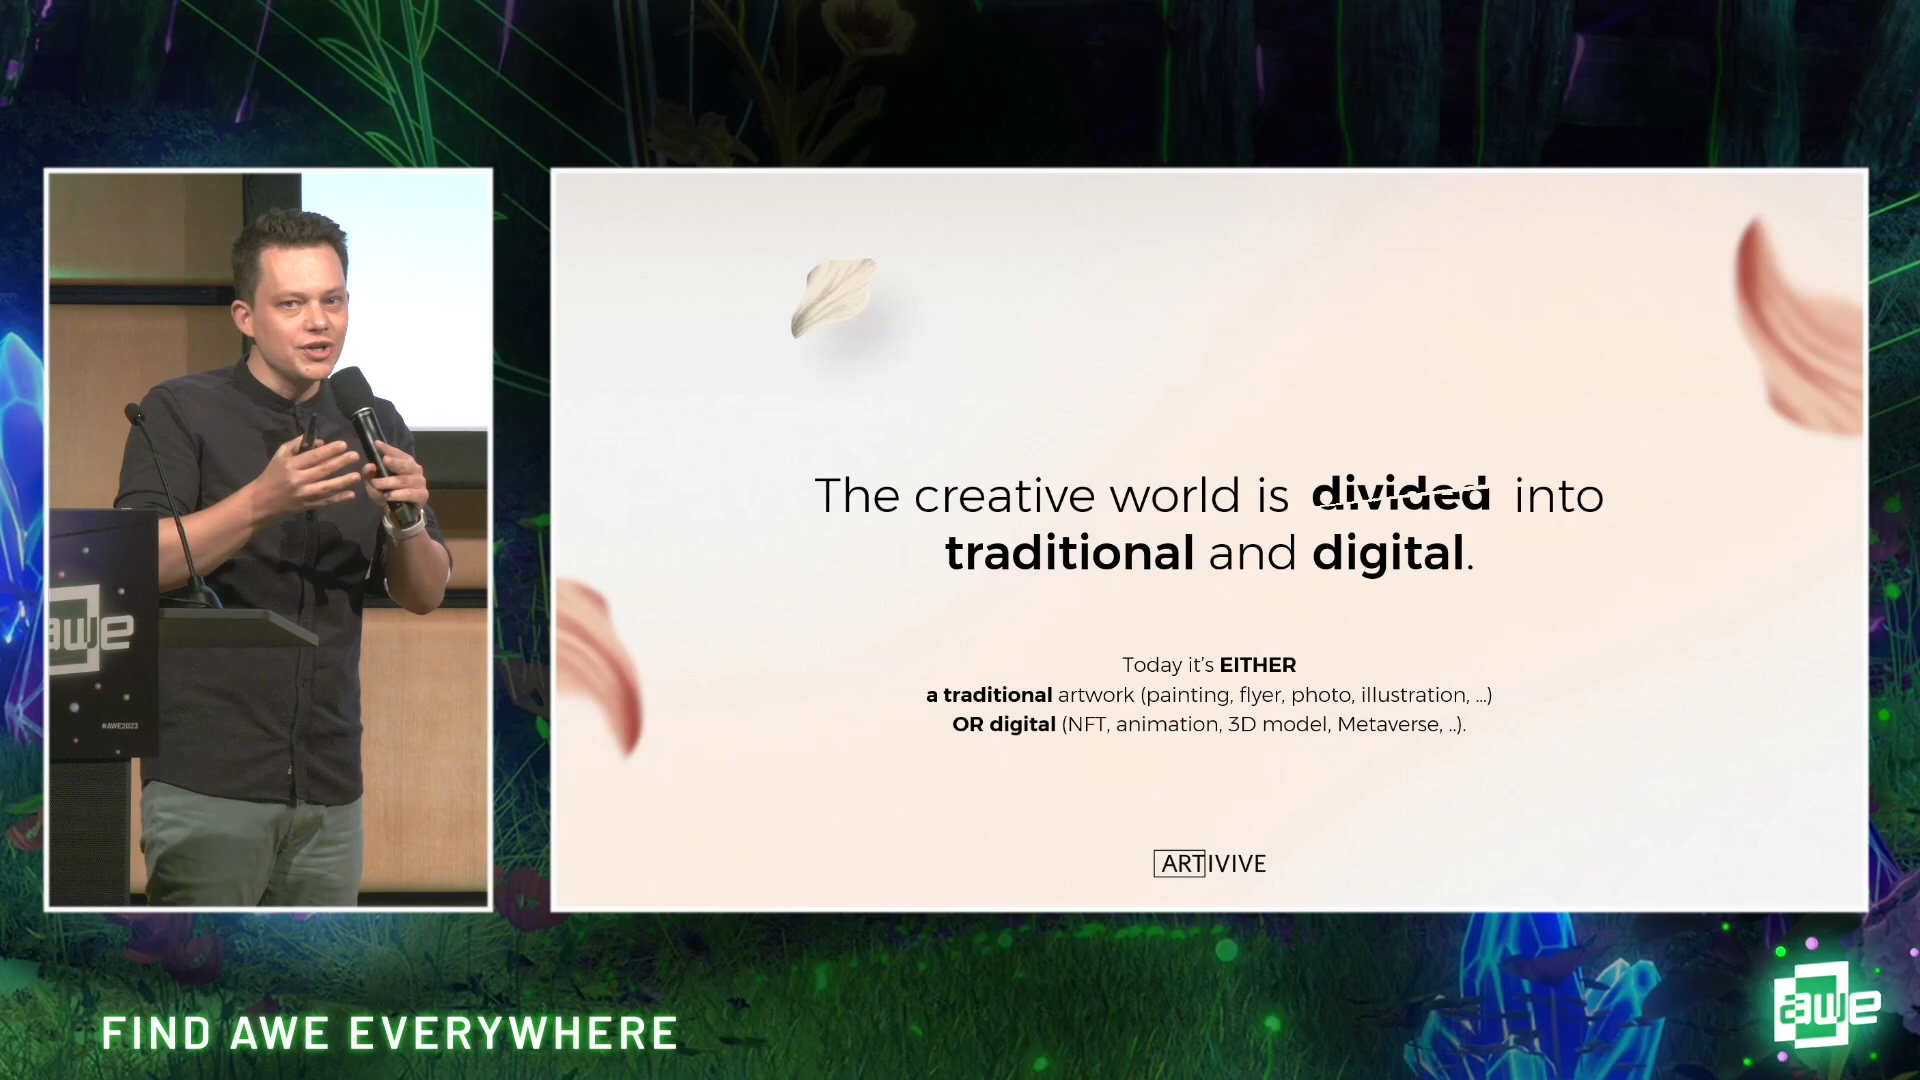 The creative world is divided into
traditional and digital.
Today it's EITHER
a traditional artwork (painting, flyer, photo, illustration, ...)
OR digital (NFT, animation, 3D model, Metaverse, ..).
ARTIVIVE
awe
#AWE2023
FIND AWE EVERYWHERE
awe